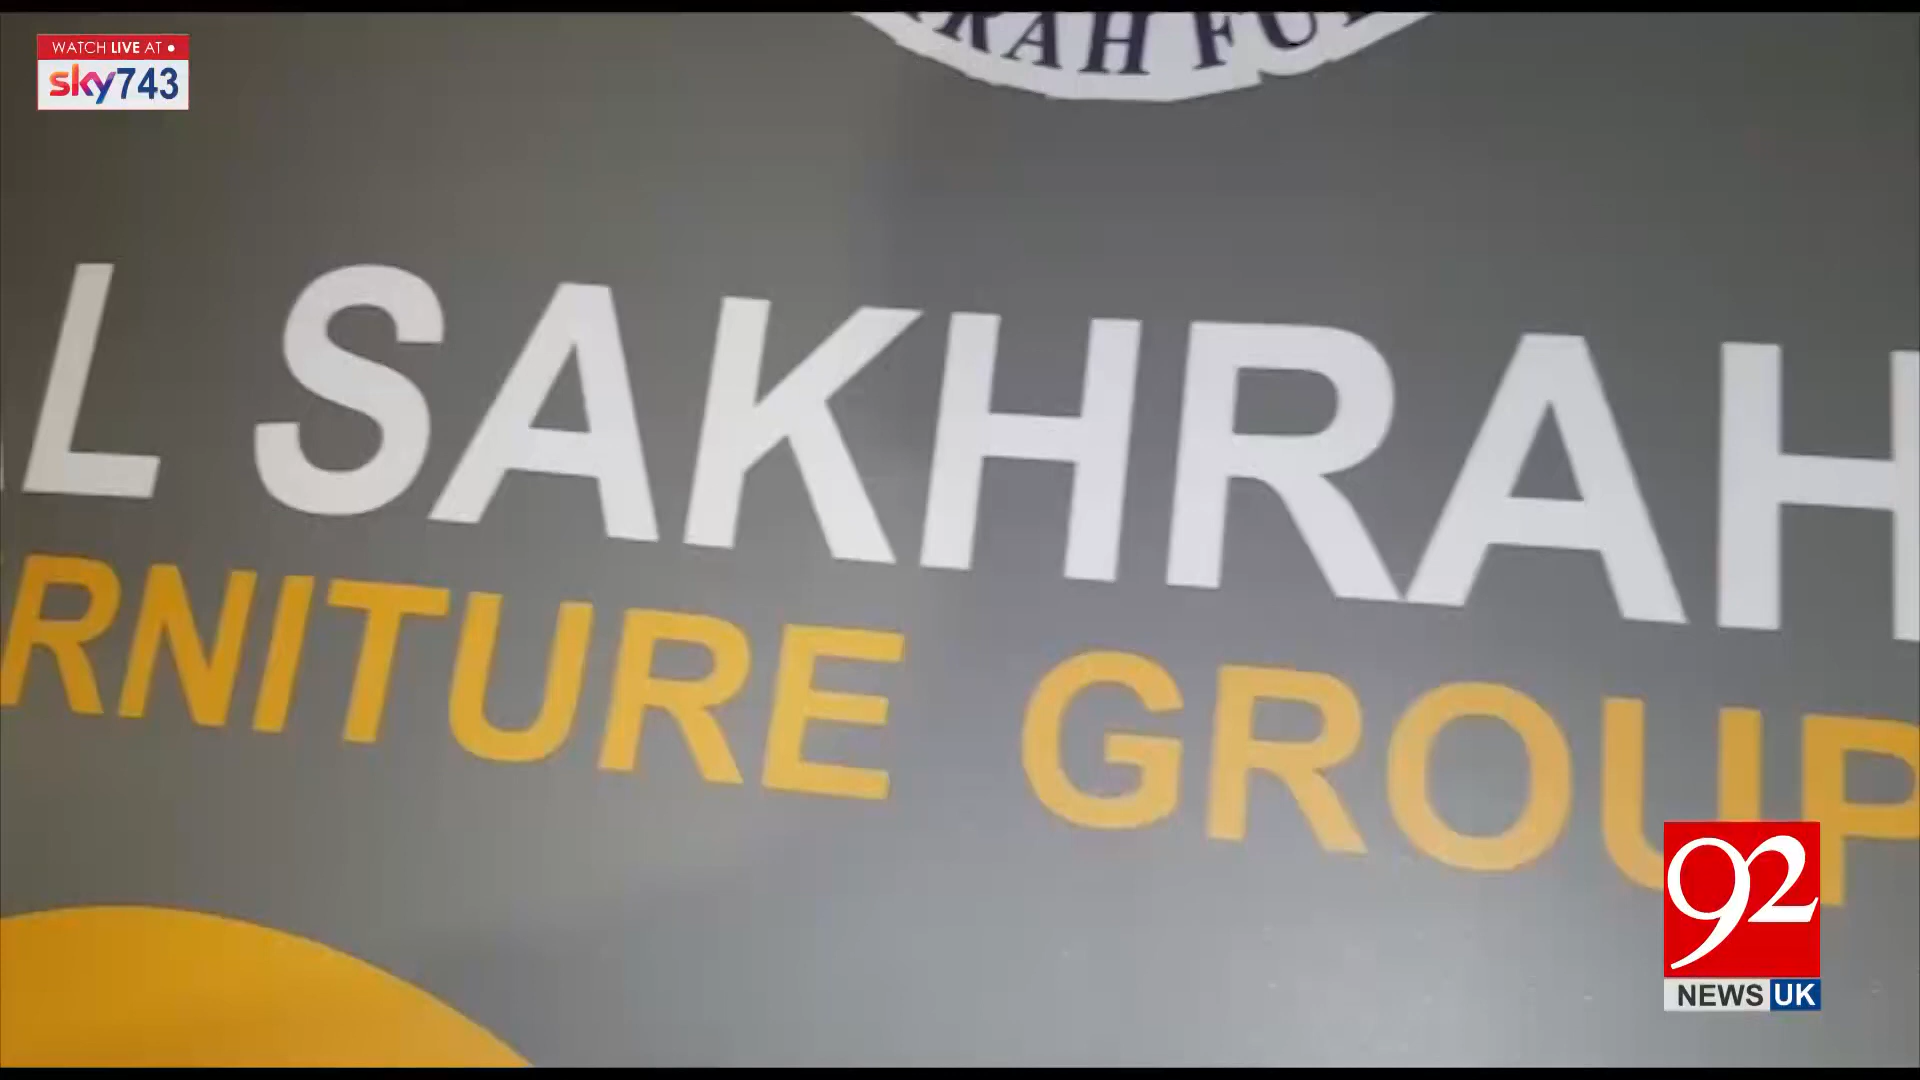 WATCH LIVE AT
sky743
RAH FU
L SAKHRAH
RNITURE GROUP
92
NEWS UK